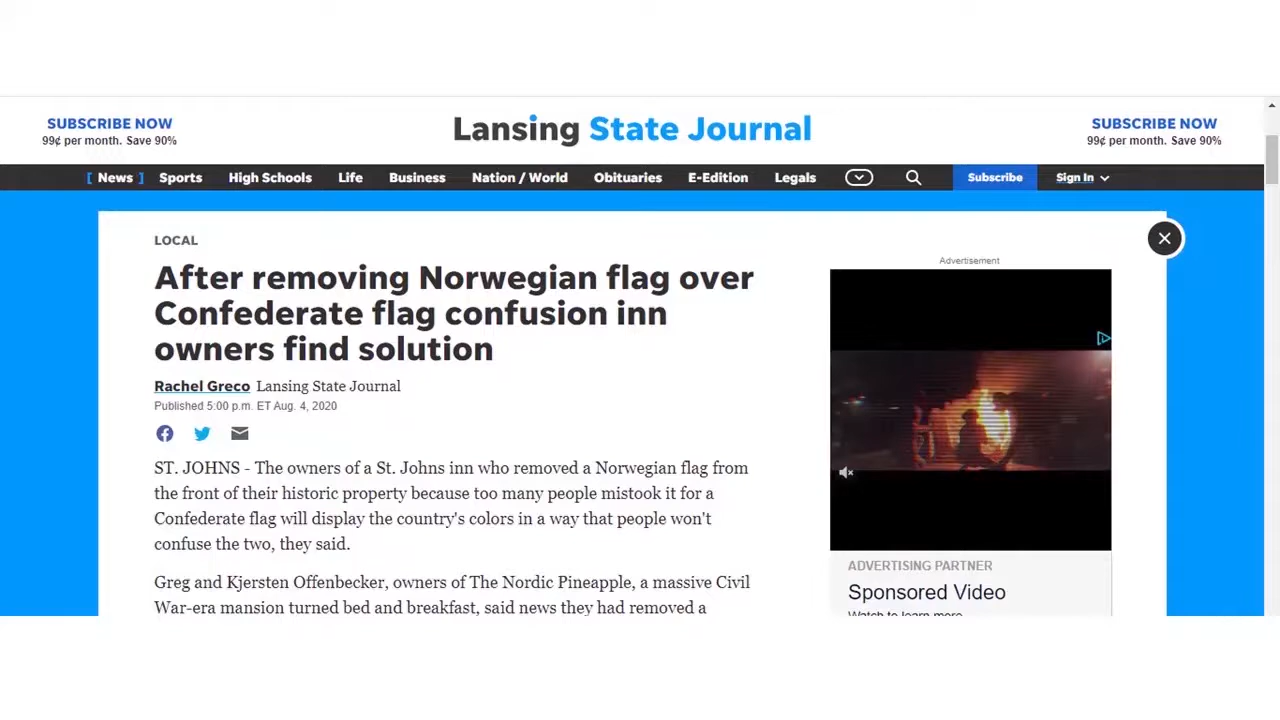 SUBSCRIBE NOW
99¢ per month. Save 90%
Lansing State Journal
SUBSCRIBE NOW
99¢ per month. Save 90%
[ News ] Sports High Schools Life Business Nation / World Obituaries E-Edition Legals Subscribe Sign In
LOCAL
After removing Norwegian flag over
Confederate flag confusion inn
owners find solution
Rachel Greco Lansing State Journal
Published 5:00 p.m. ET Aug. 4, 2020
ST. JOHNS - The owners of a St. Johns inn who removed a Norwegian flag from
the front of their historic property because too many people mistook it for a
Confederate flag will display the country's colors in a way that people won't
confuse the two, they said.
Greg and Kjersten Offenbecker, owners of The Nordic Pineapple, a massive Civil
War-era mansion turned bed and breakfast, said news they had removed a
Advertisement
ADVERTISING PARTNER
Sponsored Video
Watch to learn more